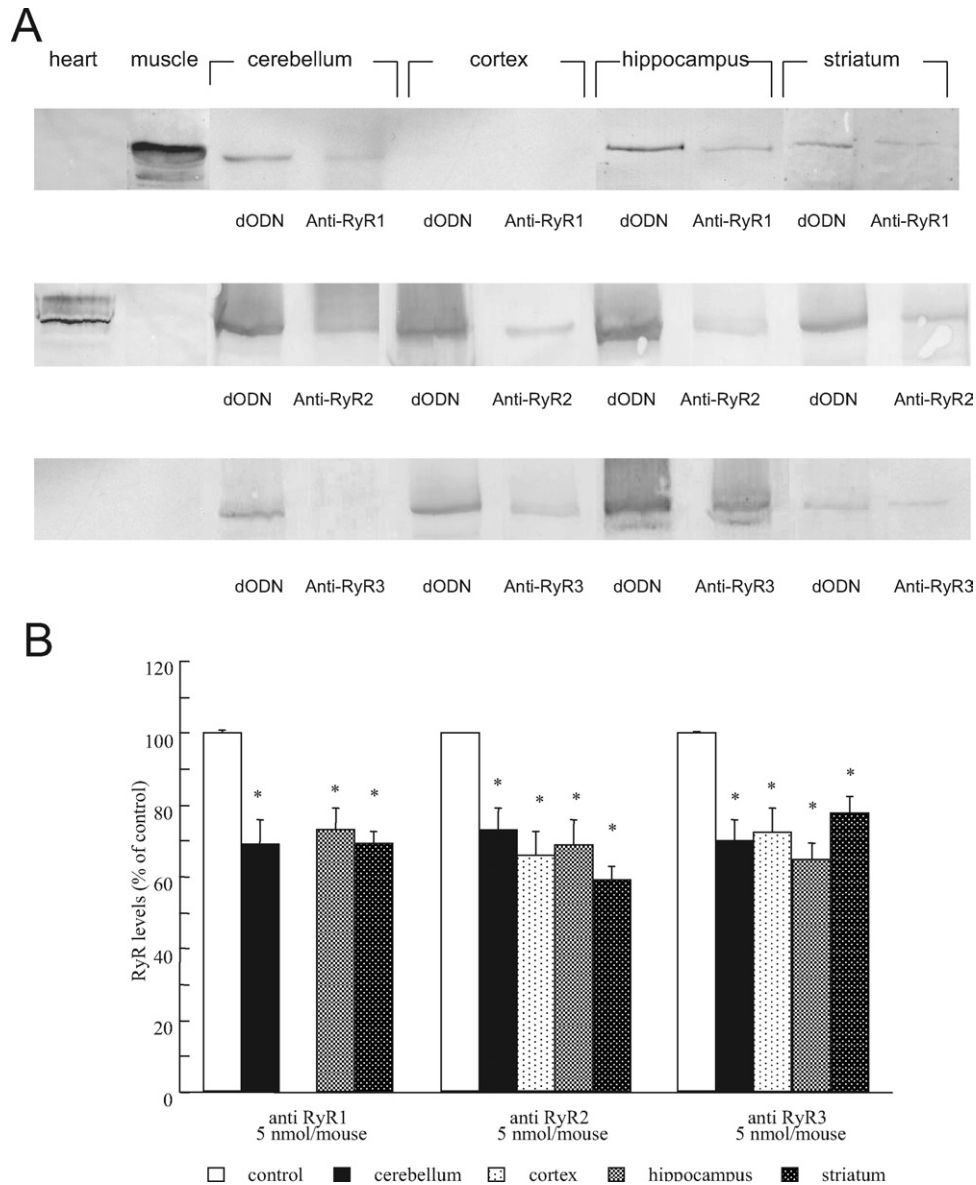 A
heart muscle cerebellum cortex hippocampus striatum
dODN Anti-RyR1 dODN Anti-RyR1 dODN Anti-RyR1 dODN Anti-RyR1
dODN Anti-RyR2 dODN Anti-RyR2 dODN Anti-RyR2 dODN Anti-RyR2
dODN Anti-RyR3 dODN Anti-RyR3 dODN Anti-RyR3 dODN Anti-RyR3
B
RyR levels (% of control)
120
100
80
60
40
20
0
* * *
* * * *
* * * *
anti RyR1 anti RyR2 anti RyR3
5 nmol/mouse 5 nmol/mouse 5 nmol/mouse
control cerebellum cortex hippocampus striatum